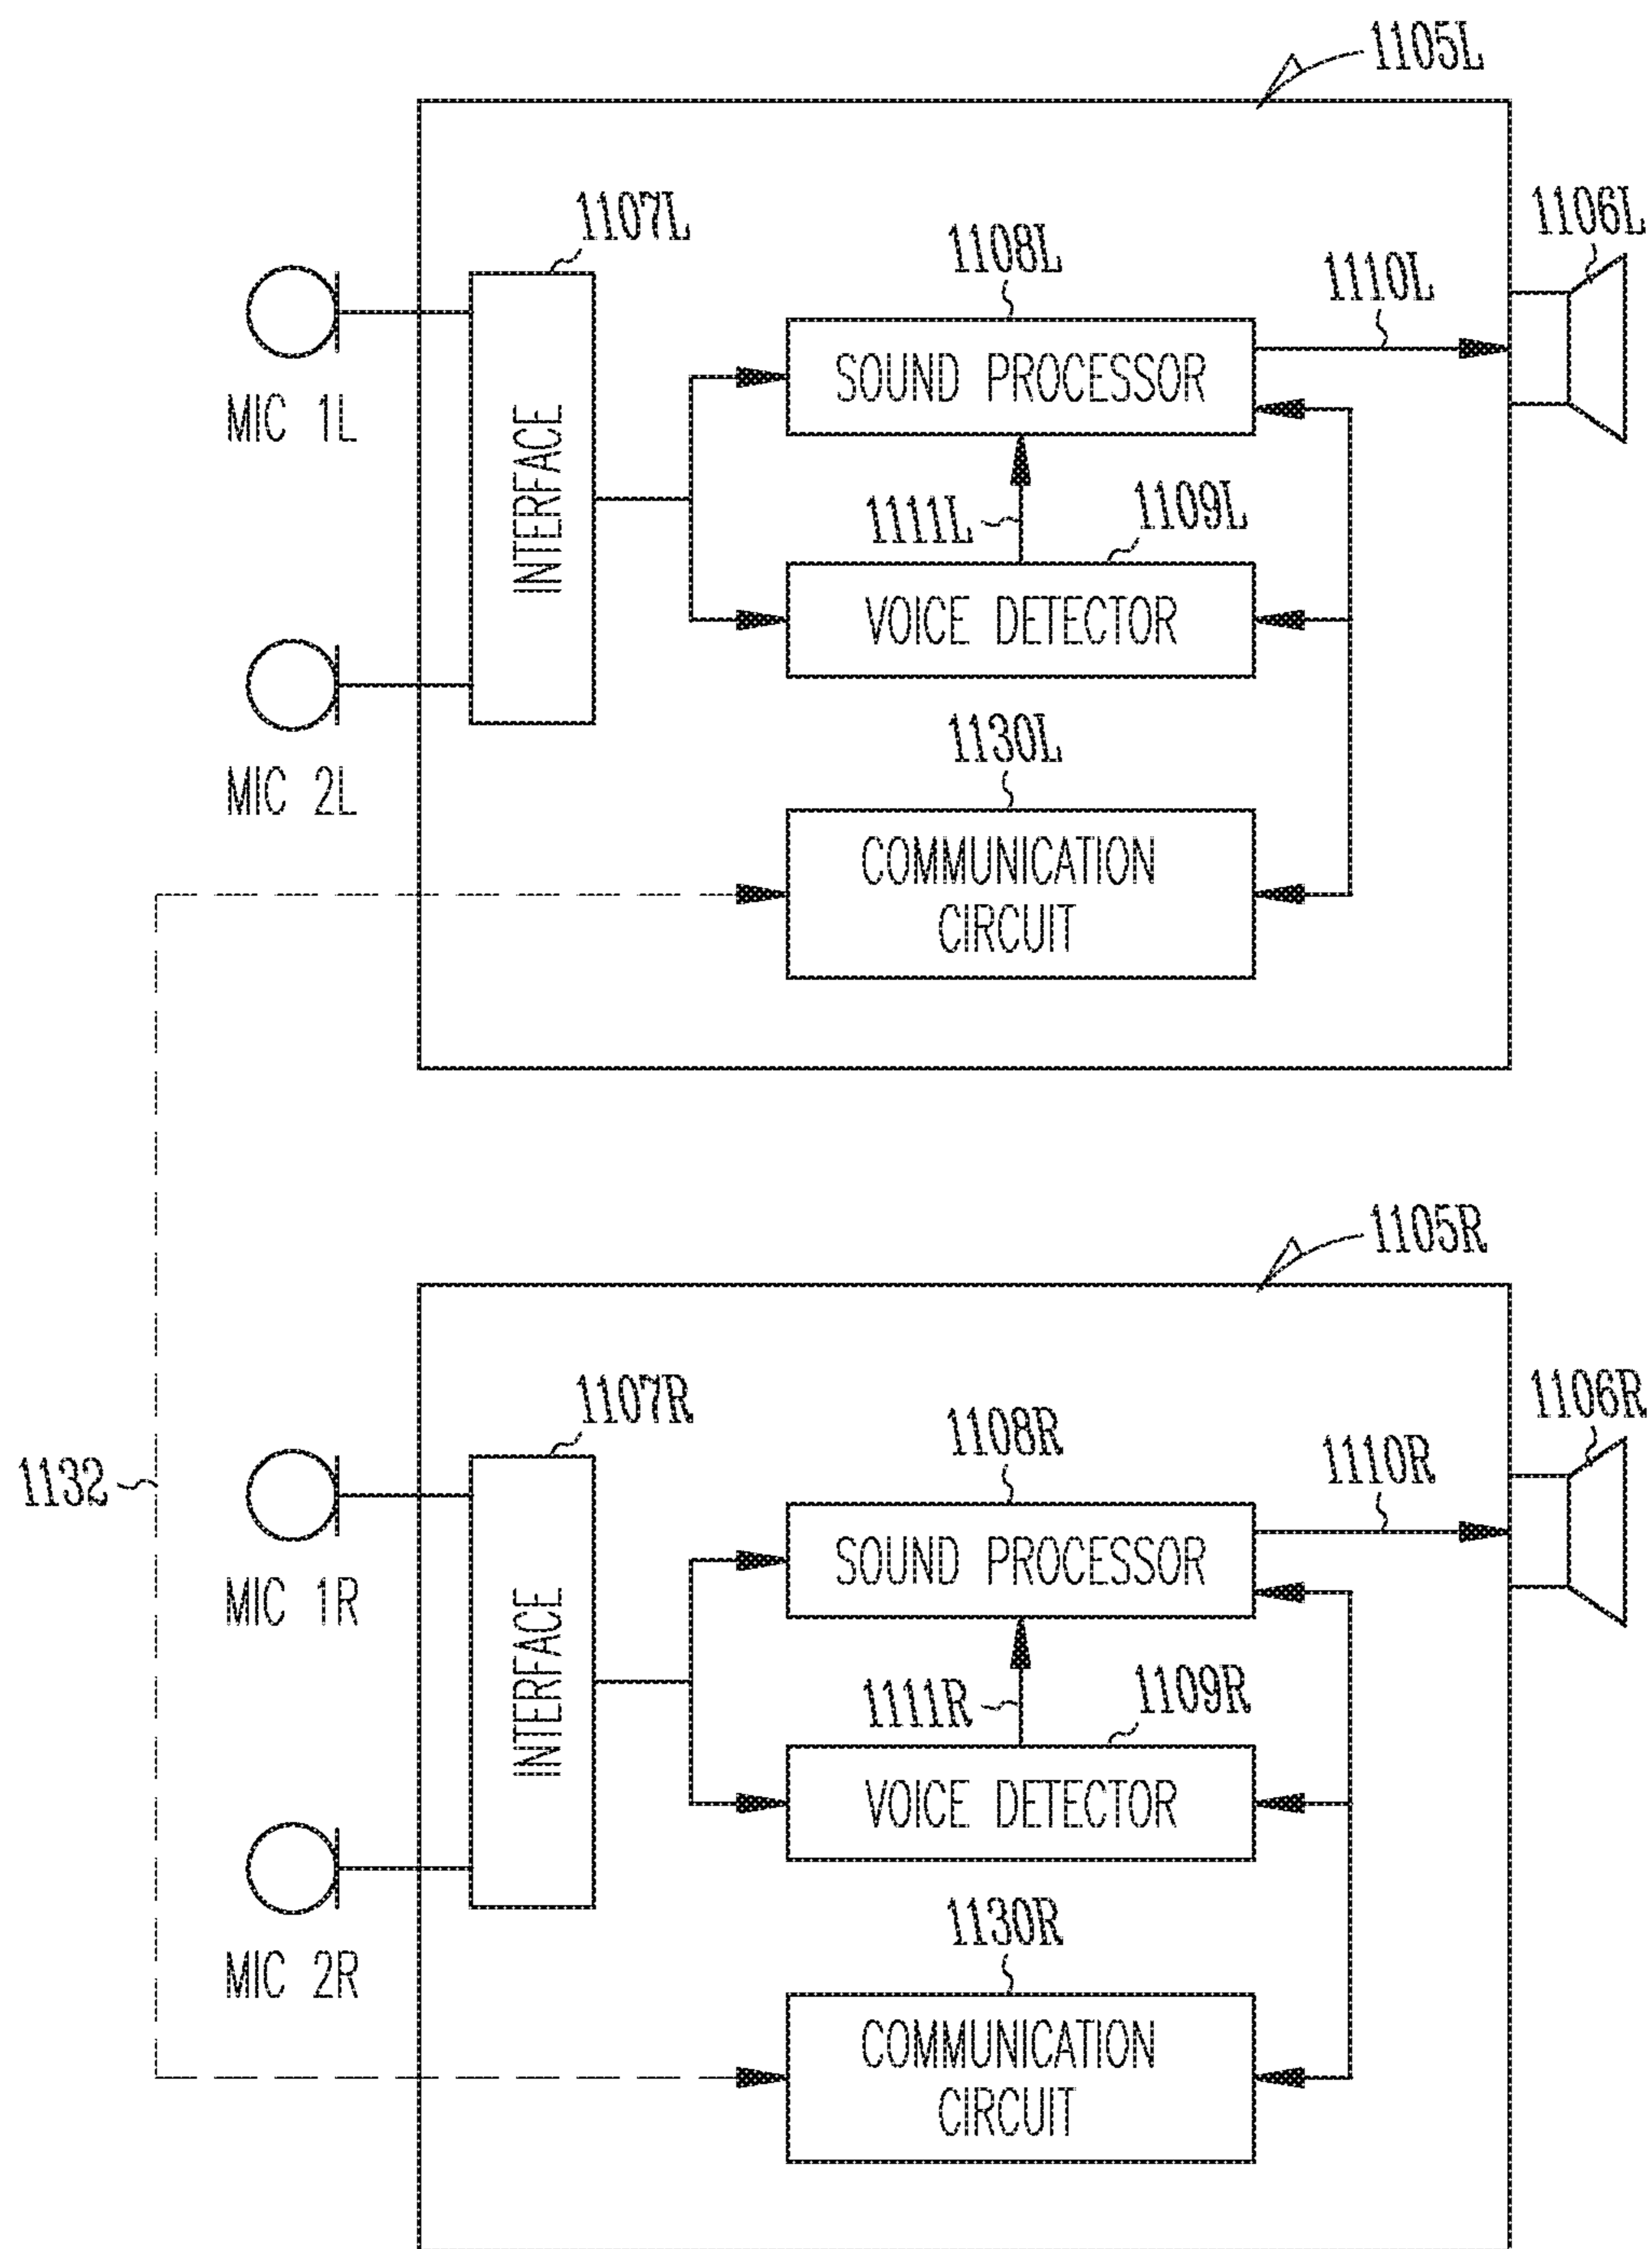 1105L
1107L
1106L
1108L
1110L
MIC 1L
INTERFACE
SOUND PROCESSOR
1111L
1109L
VOICE DETECTOR
MIC 2L
1130L
COMMUNICATION
CIRCUIT
1105R
1107R
1106R
1108R
1110R
1132
MIC 1R
INTERFACE
SOUND PROCESSOR
1111R
1109R
VOICE DETECTOR
MIC 2R
1130R
COMMUNICATION
CIRCUIT